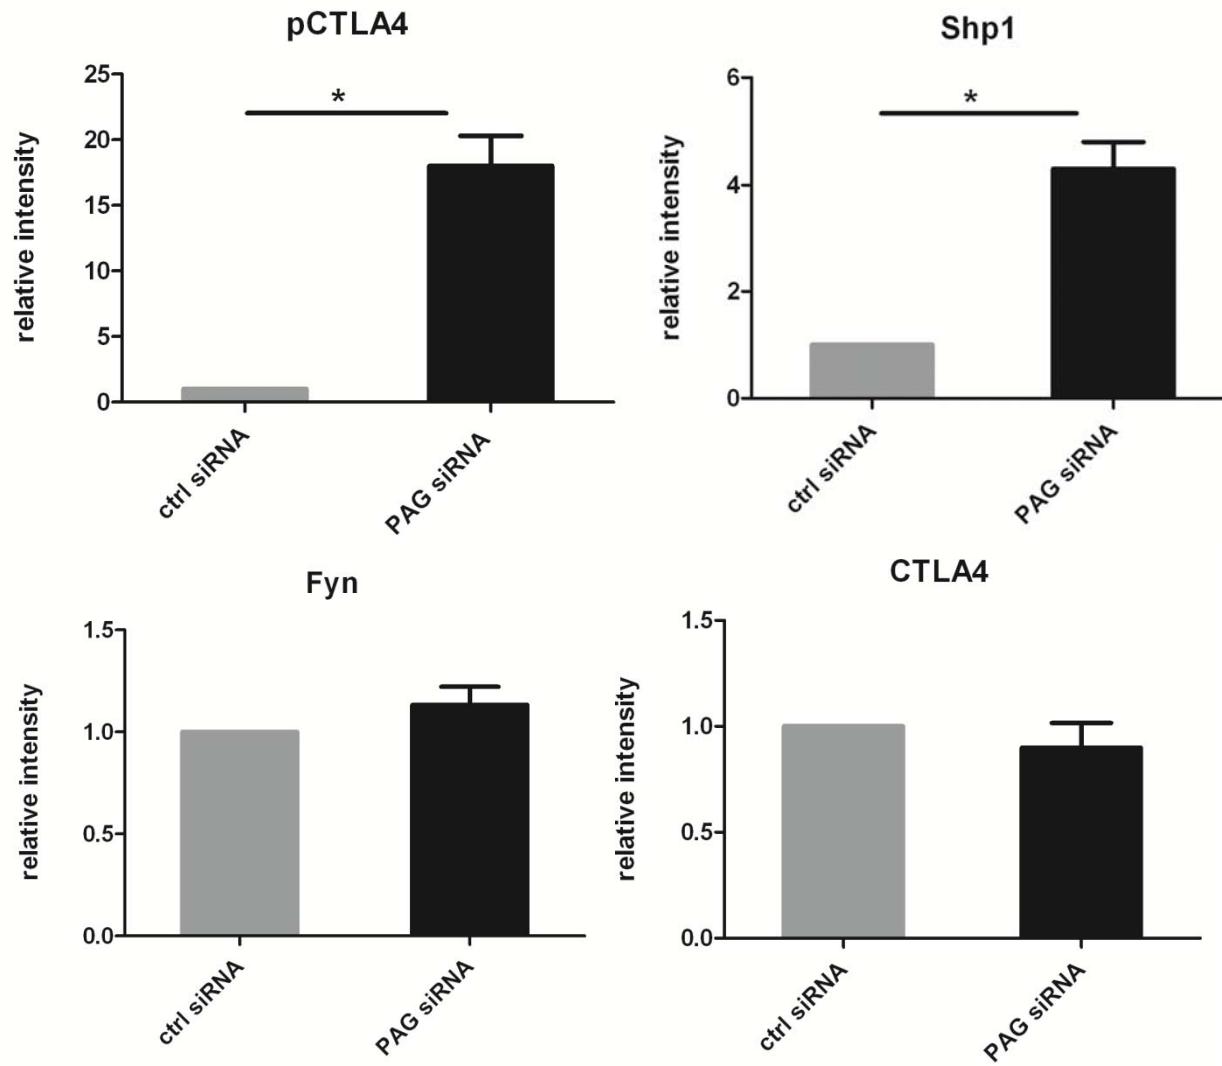 pCTLA4
relative intensity
25
20
15
10
5
0
*
ctrl siRNA
PAG siRNA
Shp1
relative intensity
6
4
2
0
*
ctrl siRNA
PAG siRNA
Fyn
relative intensity
1.5
1.0
0.5
0.0
ctrl siRNA
PAG siRNA
CTLA4
relative intensity
1.5
1.0
0.5
0.0
ctrl siRNA
PAG siRNA